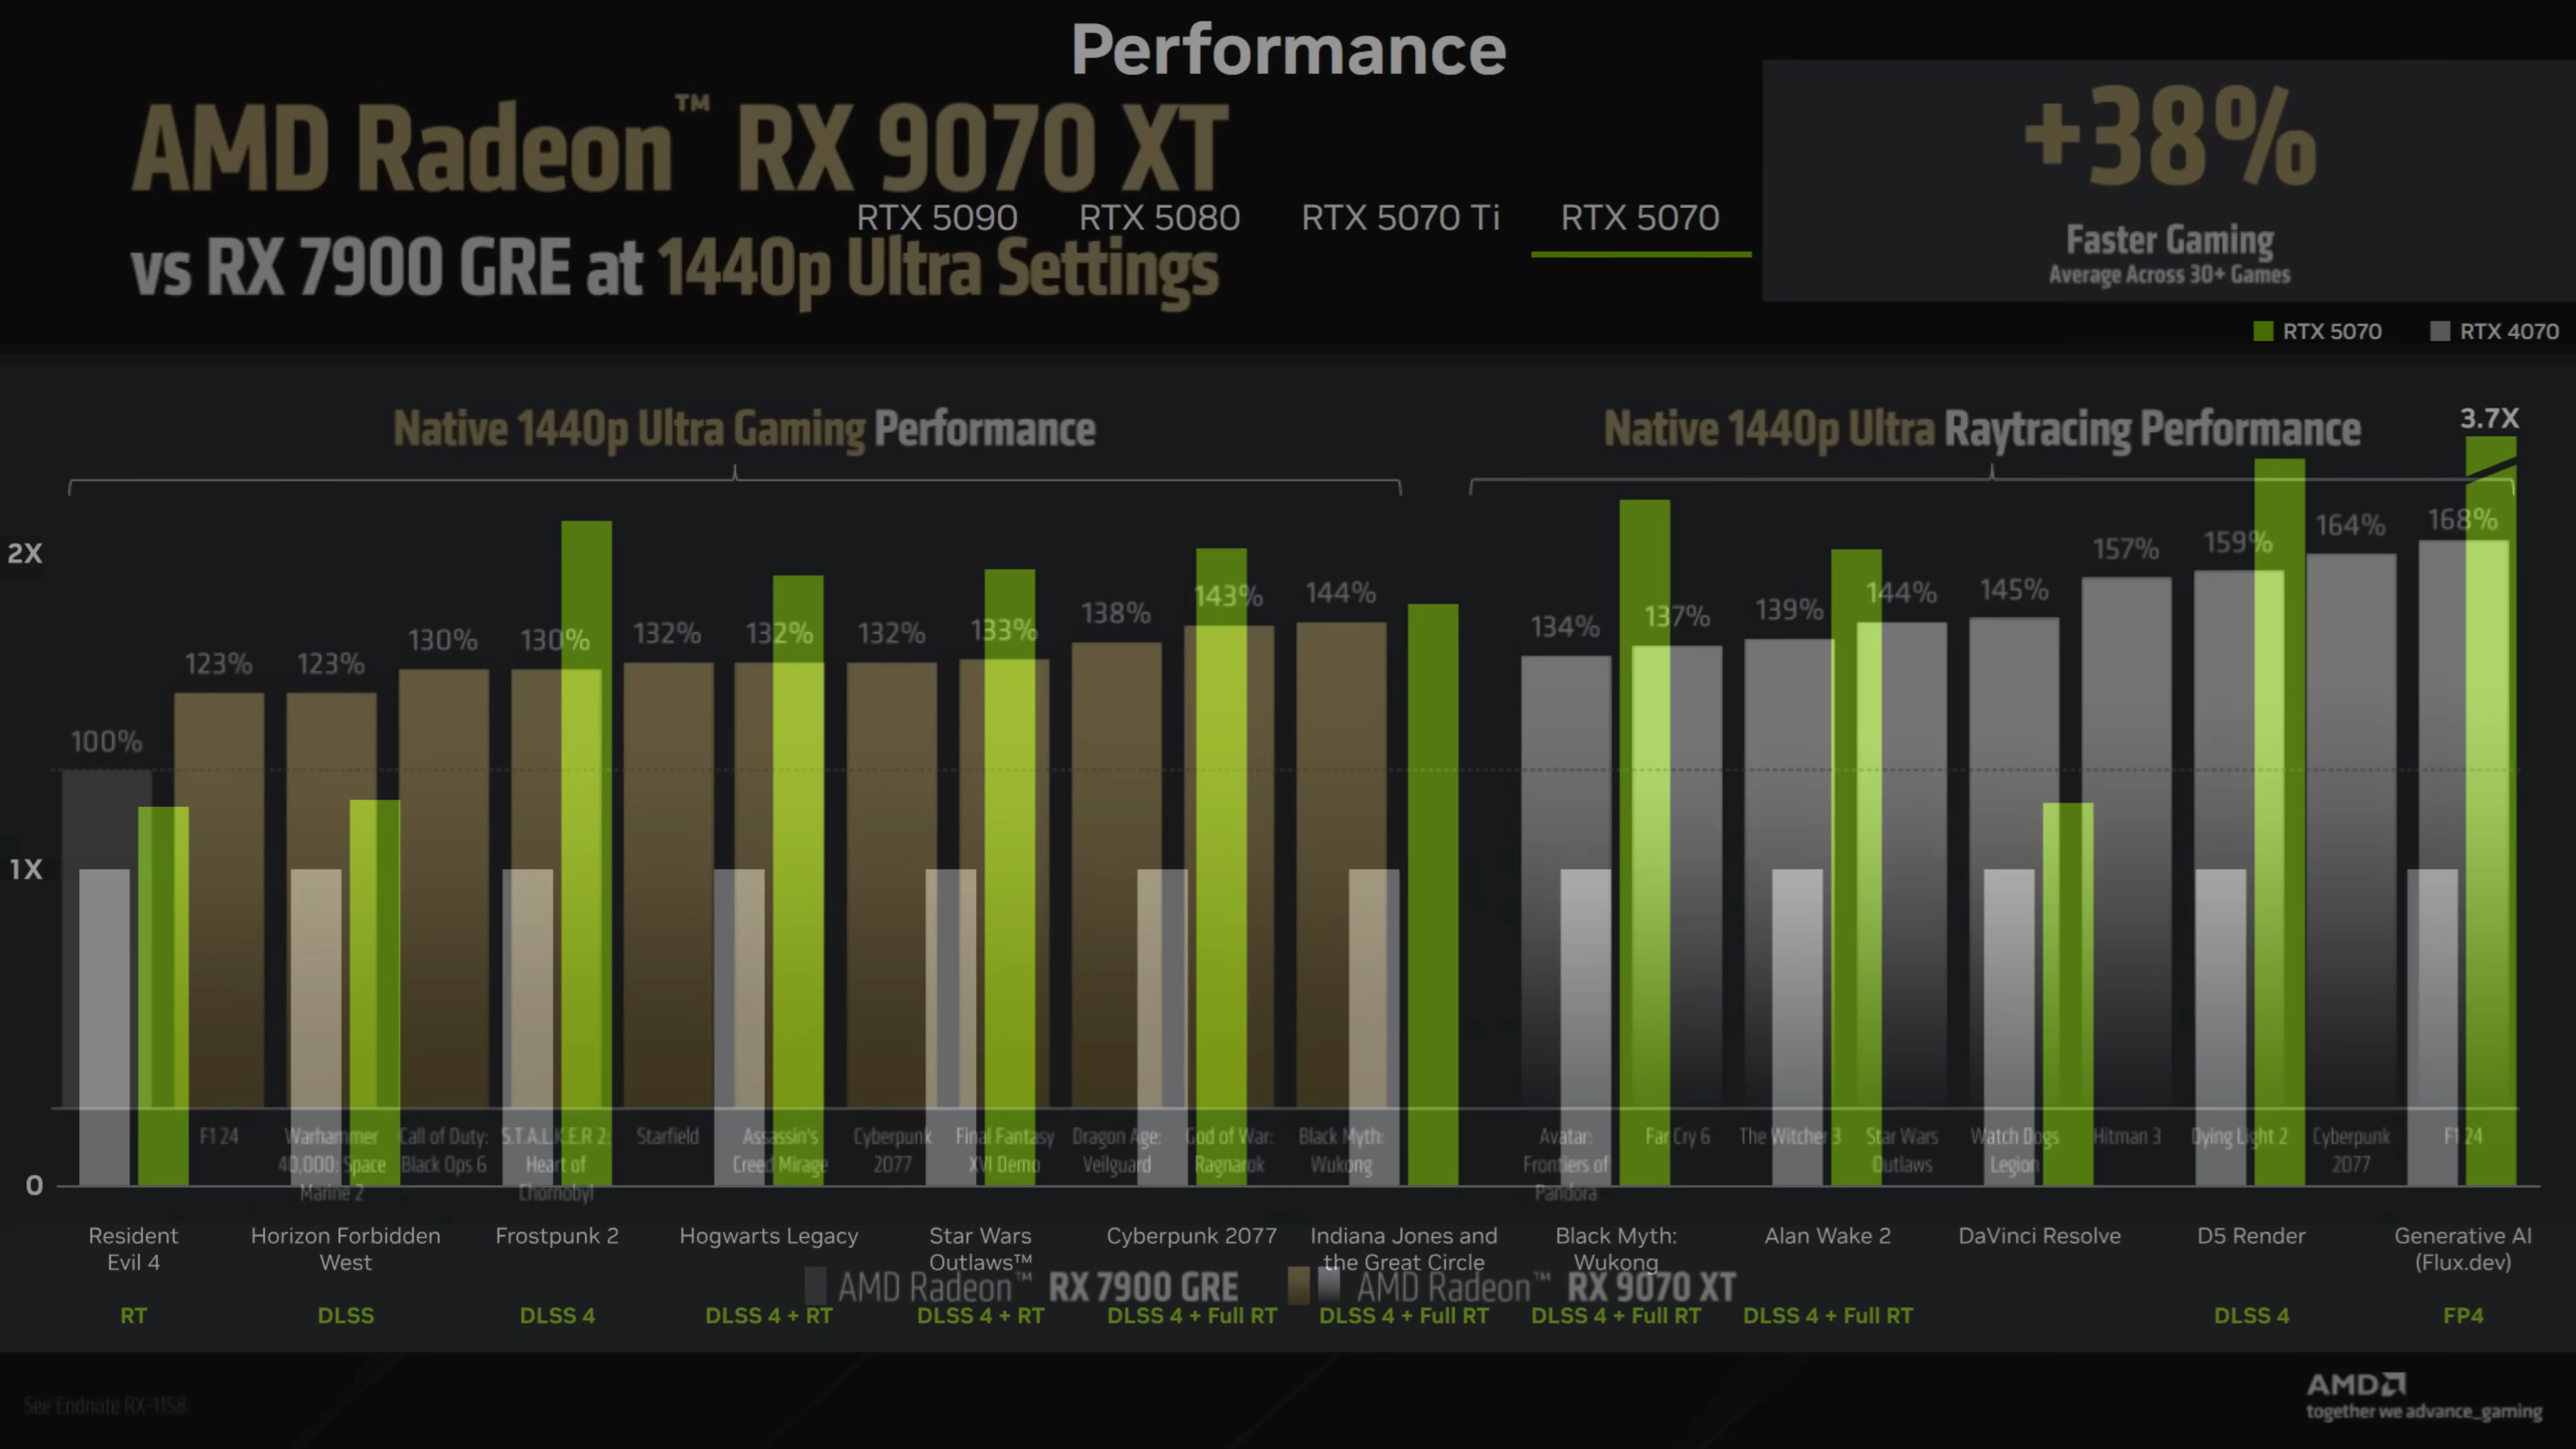 Performance
AMD Radeon™ RX 9070 XT
vs RX 7900 GRE at 1440p Ultra Settings
RTX 5090
RTX 5080
RTX 5070 Ti
RTX 5070
+38%
Faster Gaming
Average Across 30+ Games
RTX 5070
RTX 4070
Native 1440p Ultra Gaming Performance
Native 1440p Ultra Raytracing Performance
3.7X
2X
1X
0
100%
123%
123%
130%
130%
132%
132%
132%
133%
138%
143%
144%
134%
137%
139%
144%
145%
157%
159%
164%
168%
F1 24
Warhammer
40,000: Space
Marine 2
Call of Duty:
Black Ops 6
S.T.A.L.K.E.R 2:
Heart of
Chornobyl
Starfield
Assassin's
Creed Mirage
Cyberpunk
2077
Final Fantasy
XVI Demo
Dragon Age:
Veilguard
God of War:
Ragnarok
Black Myth:
Wukong
Avatar:
Frontiers of
Pandora
Far Cry 6
The Witcher 3
Star Wars
Outlaws
Watch Dogs
Legion
Hitman 3
Dying Light 2
Cyberpunk
2077
F1 24
Resident
Evil 4
Horizon Forbidden
West
Frostpunk 2
Hogwarts Legacy
Star Wars
Outlaws™
Cyberpunk 2077
Indiana Jones and
the Great Circle
Black Myth:
Wukong
Alan Wake 2
DaVinci Resolve
D5 Render
Generative AI
(Flux.dev)
AMD Radeon™ RX 7900 GRE
AMD Radeon™ RX 9070 XT
RT
DLSS
DLSS 4
DLSS 4 + RT
DLSS 4 + RT
DLSS 4 + Full RT
DLSS 4 + Full RT
DLSS 4 + Full RT
DLSS 4 + Full RT
DLSS 4
FP4
See Endnote RX-1158.
AMD
together we advance_gaming